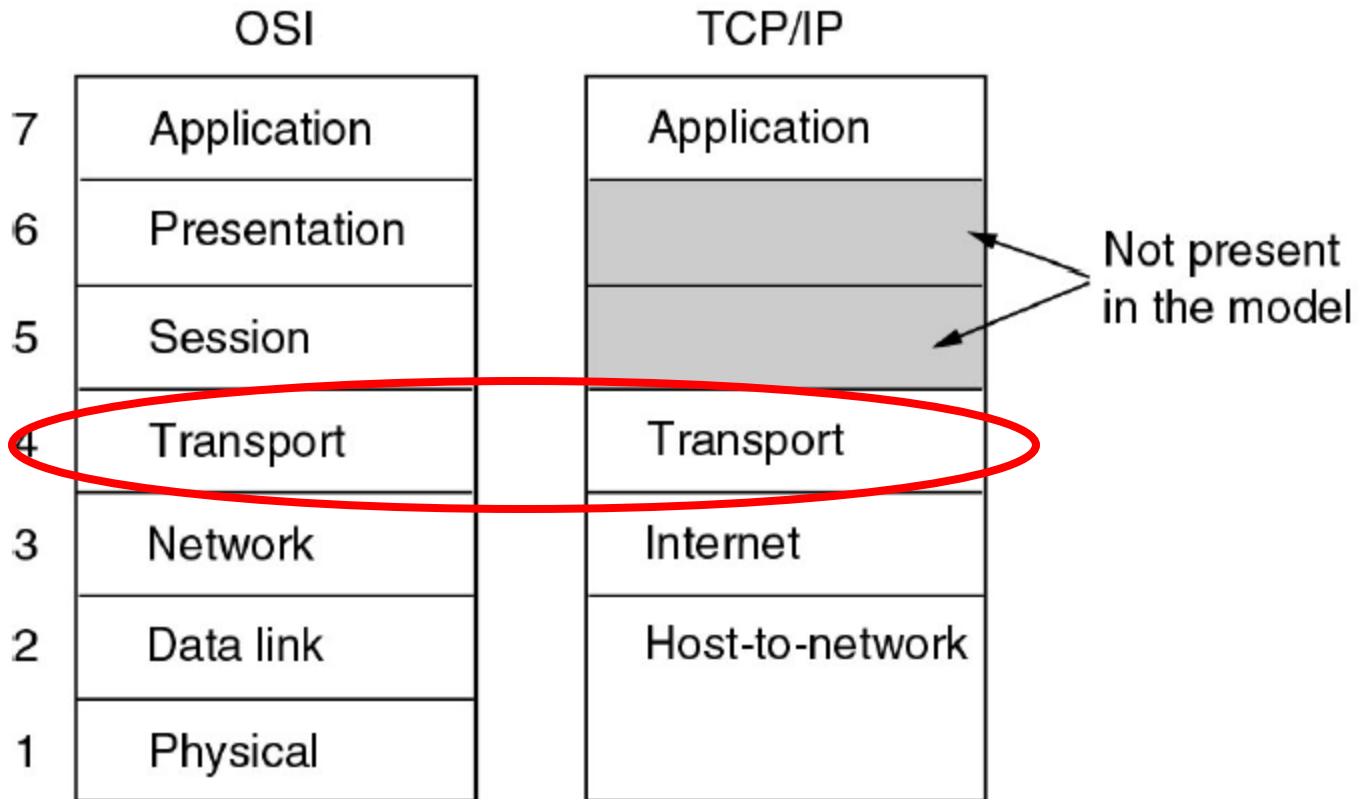 OSI TCP/IP
7 Application Application
6 Presentation
Not present
in the model
5 Session
4 Transport Transport
3 Network Internet
2 Data link Host-to-network
1 Physical